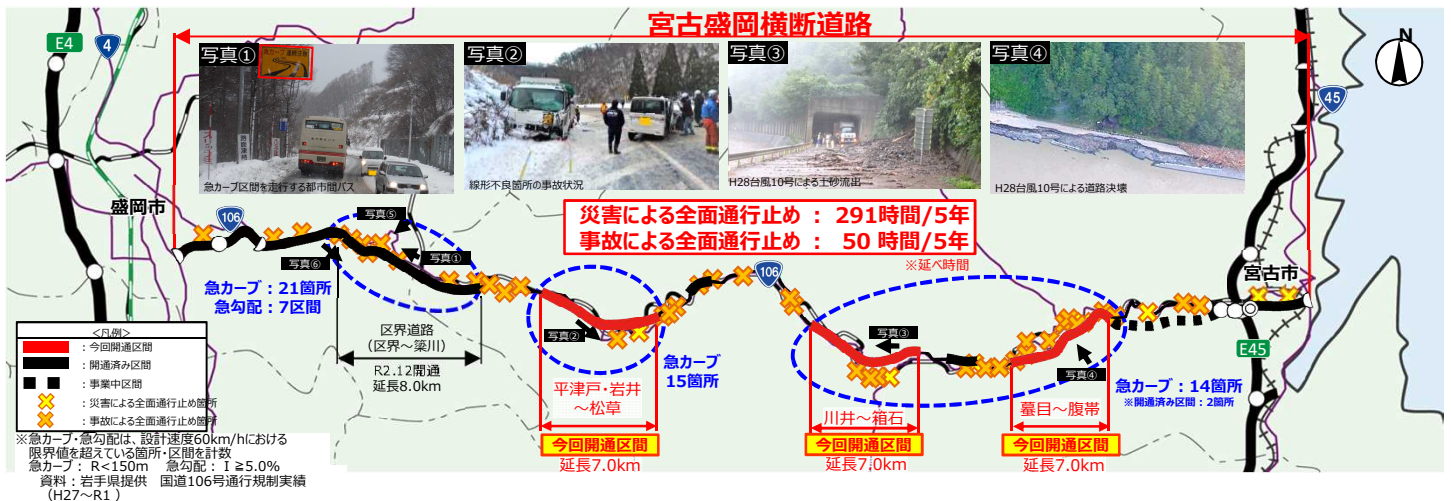 宮古盛岡横断道路
E4
4
写真①
急カーブ区間を走行する都市間バス
写真②
線形不良箇所の事故状況
写真③
H28台風10号による土砂流出
写真④
H28台風10号による道路決壊
N
45
盛岡市
106
写真⑤
写真①
写真⑥
急カーブ：21箇所
急勾配：7区間
災害による全面通行止め ： 291時間/5年
事故による全面通行止め ： 50 時間/5年
※延べ時間
106
宮古市
E45
区界道路
（区界～簗川）
R2.12開通
延長8.0km
写真②
急カーブ
15箇所
平津戸・岩井
～松草
今回開通区間
延長7.0km
写真③
川井～箱石
今回開通区間
延長7.0km
写真④
蟇目～腹帯
今回開通区間
延長7.0km
急カーブ：14箇所
※開通済み区間：2箇所
＜凡例＞
：今回開通区間
：開通済み区間
：事業中区間
：災害による全面通行止め箇所
：事故による全面通行止め箇所
※急カーブ・急勾配は、設計速度60km/hにおける
限界値を超えている箇所・区間を計数
急カーブ： R<150m 急勾配： I≧5.0%
資料：岩手県提供 国道106号通行規制実績
（H27～R1 ）